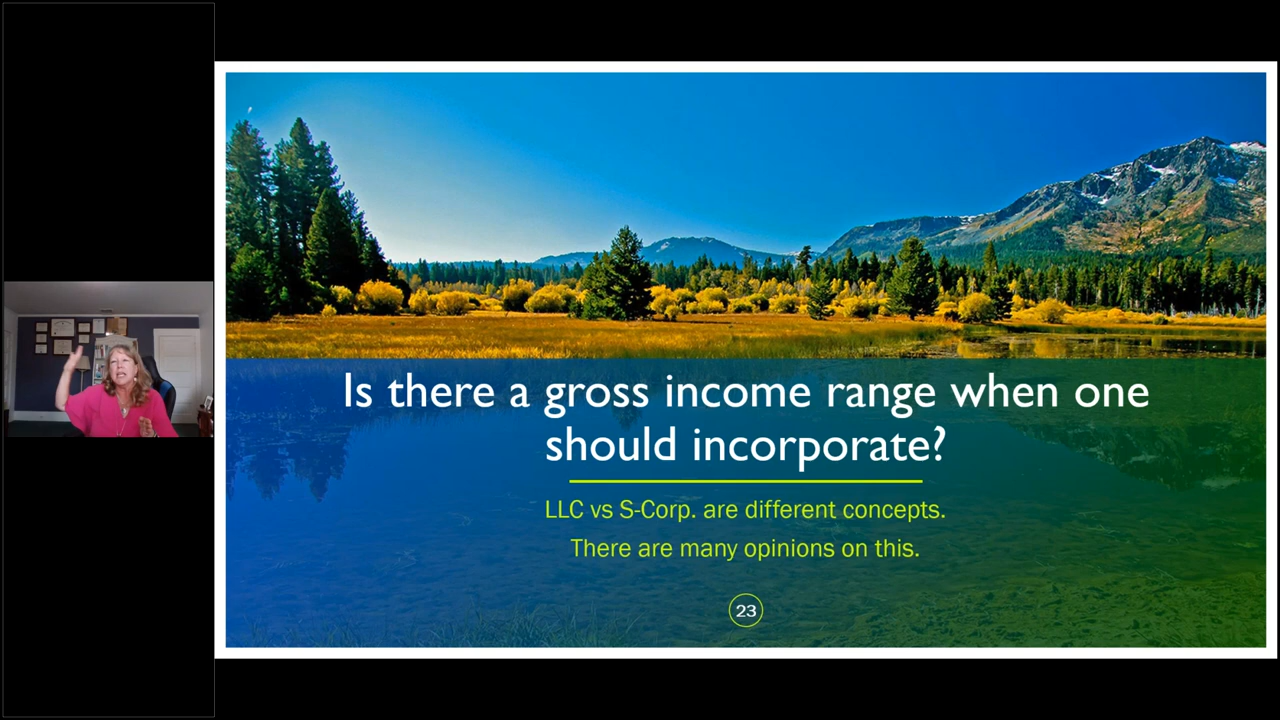 Is there a gross income range when one
should incorporate?
LLC vs S-Corp. are different concepts.
There are many opinions on this.
23